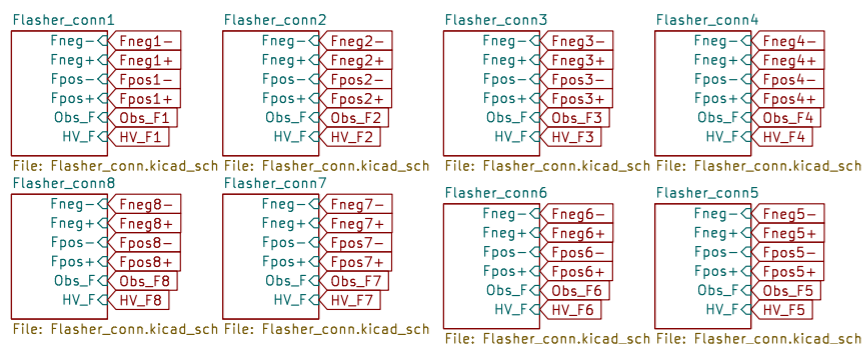 Flasher_conn1
Fneg- Fneg1-
Fneg+ Fneg1+
Fpos- Fpos1-
Fpos+ Fpos1+
Obs_F Obs_F1
HV_F HV_F1
File: Flasher_conn.kicad_sch
Flasher_conn2
Fneg- Fneg2-
Fneg+ Fneg2+
Fpos- Fpos2-
Fpos+ Fpos2+
Obs_F Obs_F2
HV_F HV_F2
File: Flasher_conn.kicad_sch
Flasher_conn3
Fneg- Fneg3-
Fneg+ Fneg3+
Fpos- Fpos3-
Fpos+ Fpos3+
Obs_F Obs_F3
HV_F HV_F3
File: Flasher_conn.kicad_sch
Flasher_conn4
Fneg- Fneg4-
Fneg+ Fneg4+
Fpos- Fpos4-
Fpos+ Fpos4+
Obs_F Obs_F4
HV_F HV_F4
File: Flasher_conn.kicad_sch
Flasher_conn8
Fneg- Fneg8-
Fneg+ Fneg8+
Fpos- Fpos8-
Fpos+ Fpos8+
Obs_F Obs_F8
HV_F HV_F8
File: Flasher_conn.kicad_sch
Flasher_conn7
Fneg- Fneg7-
Fneg+ Fneg7+
Fpos- Fpos7-
Fpos+ Fpos7+
Obs_F Obs_F7
HV_F HV_F7
File: Flasher_conn.kicad_sch
Flasher_conn6
Fneg- Fneg6-
Fneg+ Fneg6+
Fpos- Fpos6-
Fpos+ Fpos6+
Obs_F Obs_F6
HV_F HV_F6
File: Flasher_conn.kicad_sch
Flasher_conn5
Fneg- Fneg5-
Fneg+ Fneg5+
Fpos- Fpos5-
Fpos+ Fpos5+
Obs_F Obs_F5
HV_F HV_F5
File: Flasher_conn.kicad_sch